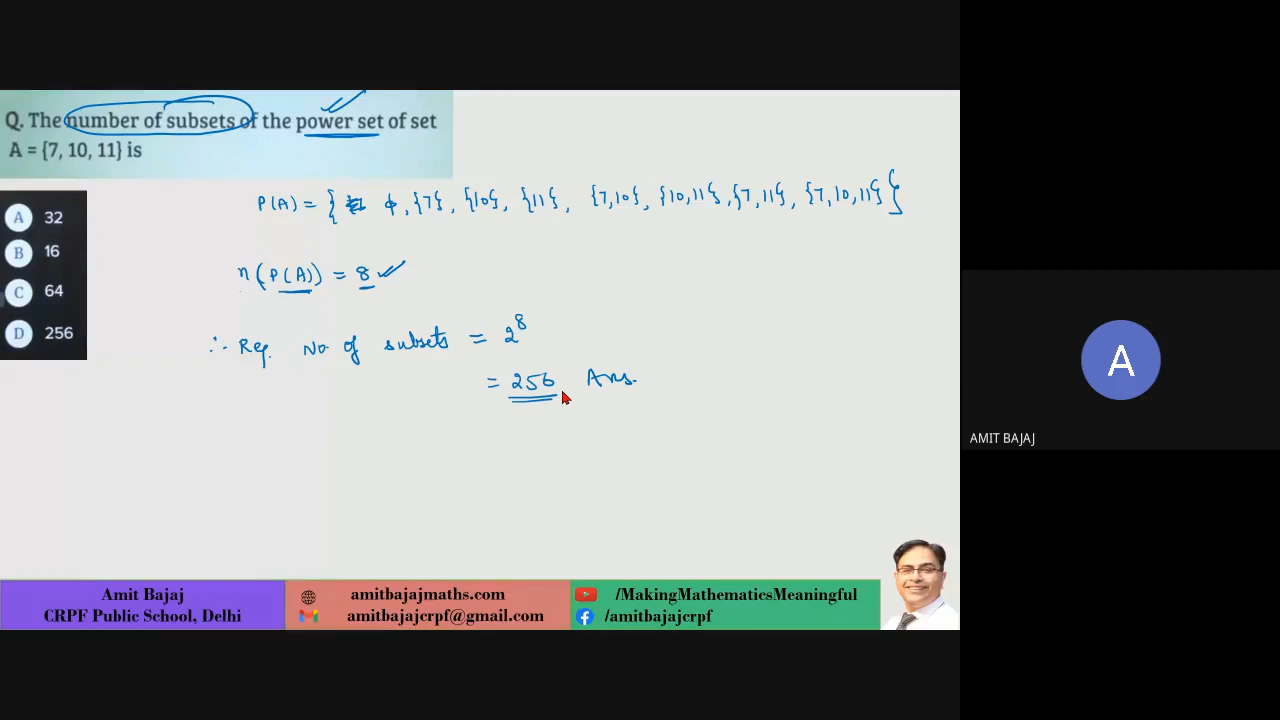 Q. The number of subsets of the power set of set
A = {7, 10, 11} is
A 32
B 16
C 64
D 256
P(A) = { ϕ, {7}, {10}, {11}, {7,10}, {10,11}, {7,11}, {7,10,11} }
n(P(A)) = 8
∴ Req. No of subsets = 2⁸
= 256 Ans.
A
AMIT BAJAJ
Amit Bajaj
CRPF Public School, Delhi
amitbajajmaths.com
amitbajajcrpf@gmail.com
/MakingMathematicsMeaningful
/amitbajajcrpf